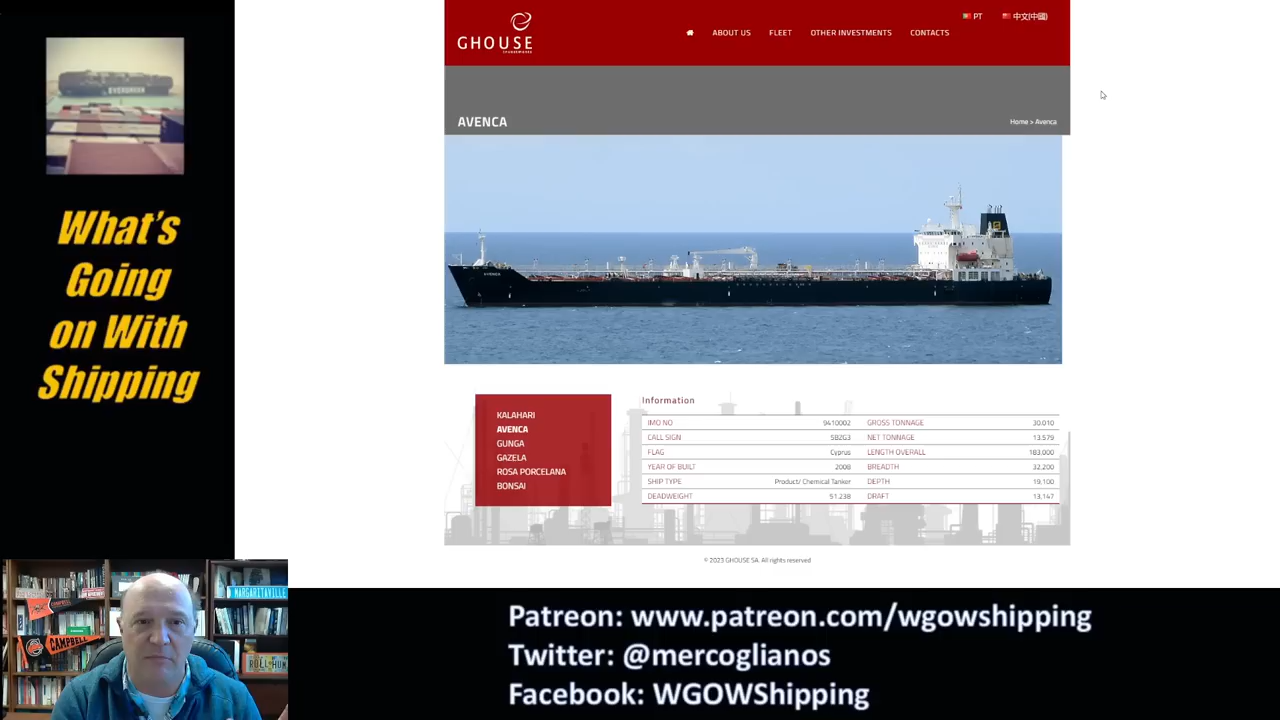 EVERGREEN
What's
Going
on With
Shipping
GHOUSE
ABOUT US
FLEET
OTHER INVESTMENTS
CONTACTS
PT
中文(中國)
AVENCA
Home > Avenca
KALAHARI
AVENCA
GUNGA
GAZELA
ROSA PORCELANA
BONSAI
Information
IMO NO 9410002 GROSS TONNAGE 30.010
CALL SIGN 5BZG3 NET TONNAGE 13.579
FLAG Cyprus LENGTH OVERALL 183,000
YEAR OF BUILT 2008 BREADTH 32,200
SHIP TYPE Product/ Chemical Tanker DEPTH 19,100
DEADWEIGHT 51.238 DRAFT 13,147
© 2023 GHOUSE SA. All rights reserved
MARGARITAVILLE
CAMPBELL
Patreon: www.patreon.com/wgowshipping
Twitter: @mercoglianos
Facebook: WGOWShipping